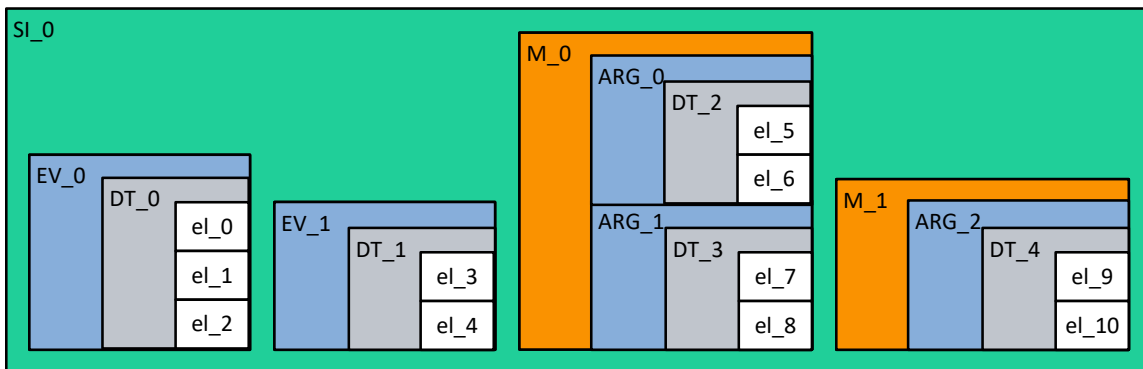 SI_0
EV_0
DT_0
el_0
el_1
el_2
EV_1
DT_1
el_3
el_4
M_0
ARG_0
DT_2
el_5
el_6
ARG_1
DT_3
el_7
el_8
M_1
ARG_2
DT_4
el_9
el_10